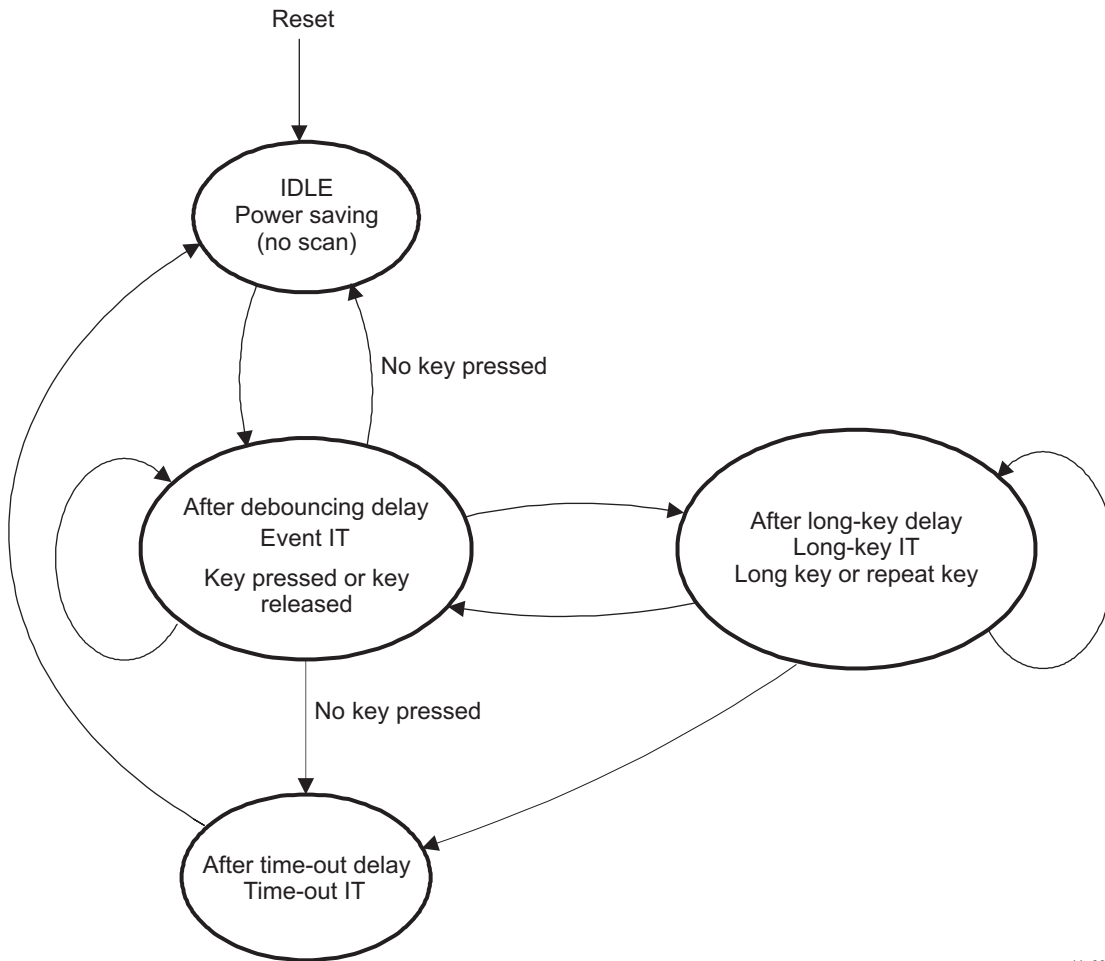 Reset
IDLE
Power saving
(no scan)
No key pressed
After debouncing delay
Event IT
Key pressed or key
released
After long-key delay
Long-key IT
Long key or repeat key
No key pressed
After time-out delay
Time-out IT